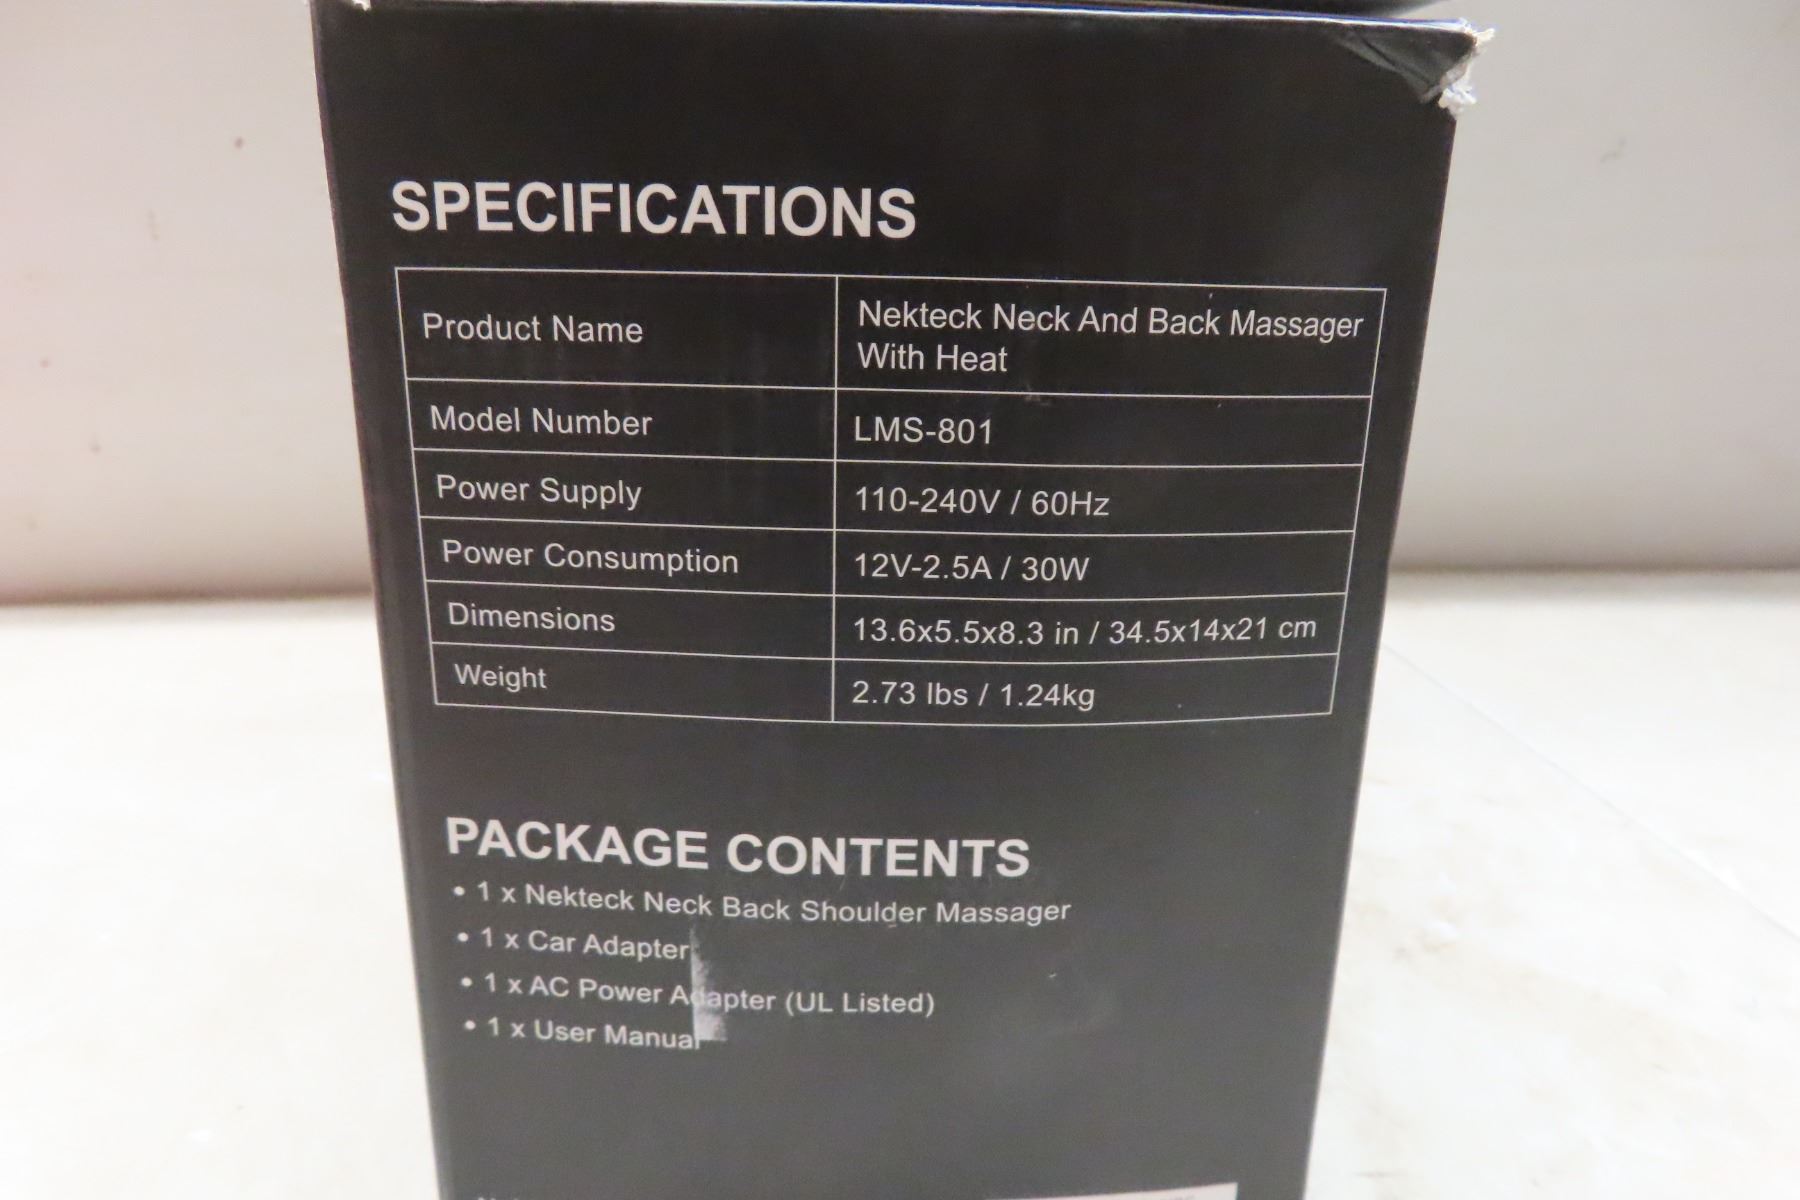 SPECIFICATIONS
Product Name
Nekteck Neck And Back Massager
With Heat
Model Number
LMS-801
Power Supply
110-240V / 60Hz
Power Consumption
12V-2.5A / 30W
Dimensions
13.6x5.5x8.3 in / 34.5x14x21 cm
Weight
2.73 lbs / 1.24kg
PACKAGE CONTENTS
• 1 x Nekteck Neck Back Shoulder Massager
• 1 x Car Adapter
• 1 x AC Power Adapter (UL Listed)
• 1 x User Manual